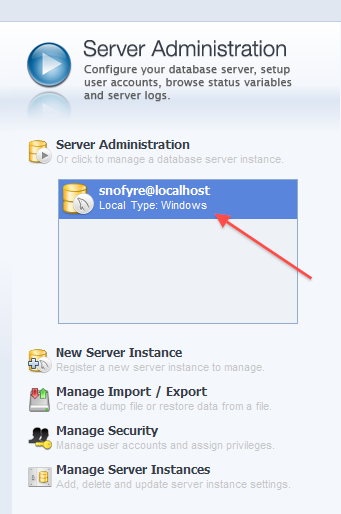 Server Administration
Configure your database server, setup
user accounts, browse status variables
and server logs.
Server Administration
Or click to manage a database server instance.
snofyre@localhost
Local Type: Windows
New Server Instance
Register a new server instance to manage.
Manage Import / Export
Create a dump file or restore data from a file.
Manage Security
Manage user accounts and assign privileges.
Manage Server Instances
Add, delete and update server instance settings.